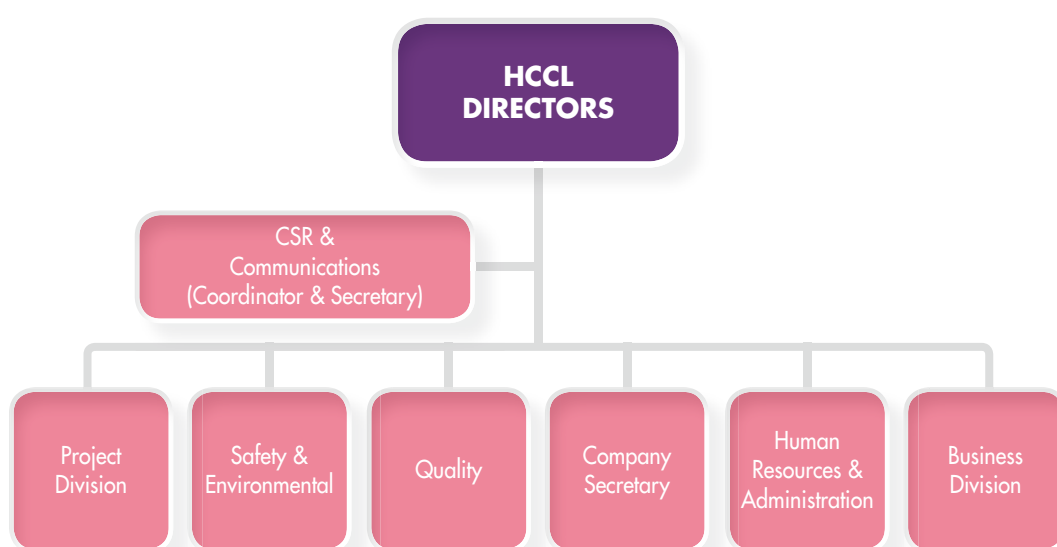 HCCL
DIRECTORS
CSR &
Communications
(Coordinator & Secretary)
Project
Division
Safety &
Environmental
Quality
Company
Secretary
Human
Resources &
Administration
Business
Division